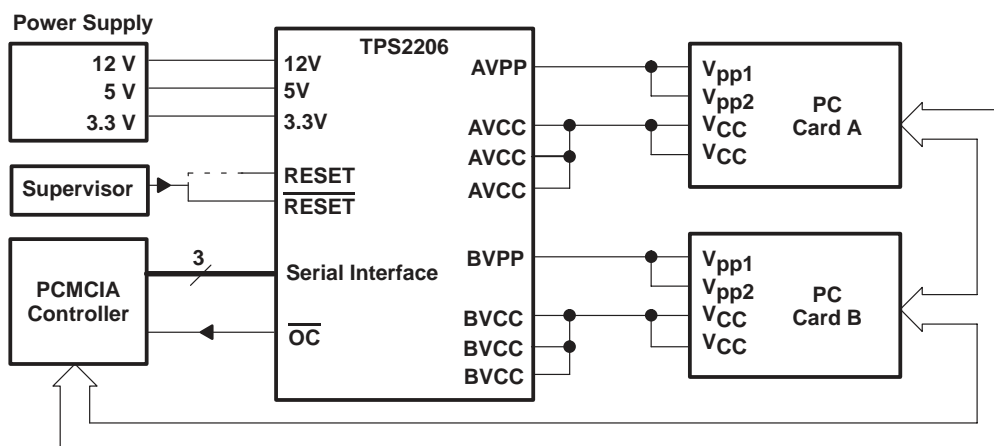 Power Supply
12 V
5 V
3.3 V
Supervisor
PCMCIA
Controller
3
TPS2206
12V
5V
3.3V
RESET
RESET
Serial Interface
OC
AVPP
AVCC
AVCC
AVCC
BVPP
BVCC
BVCC
BVCC
Vpp1
Vpp2
VCC
VCC
PC
Card A
Vpp1
Vpp2
VCC
VCC
PC
Card B